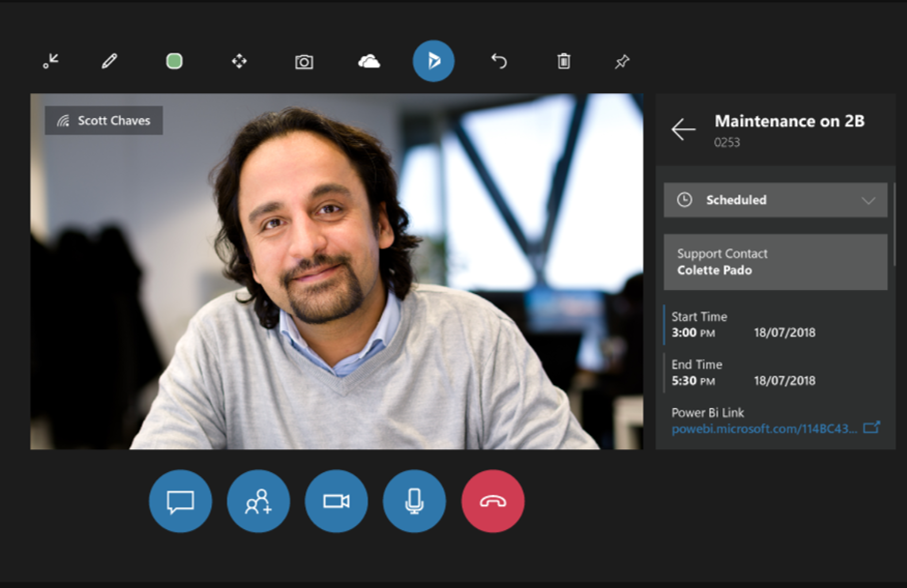 Scott Chaves
Maintenance on 2B
0253
Scheduled
Support Contact
Colette Pado
Start Time
3:00 PM 18/07/2018
End Time
5:30 PM 18/07/2018
Power Bi Link
powebi.microsoft.com/114BC43...